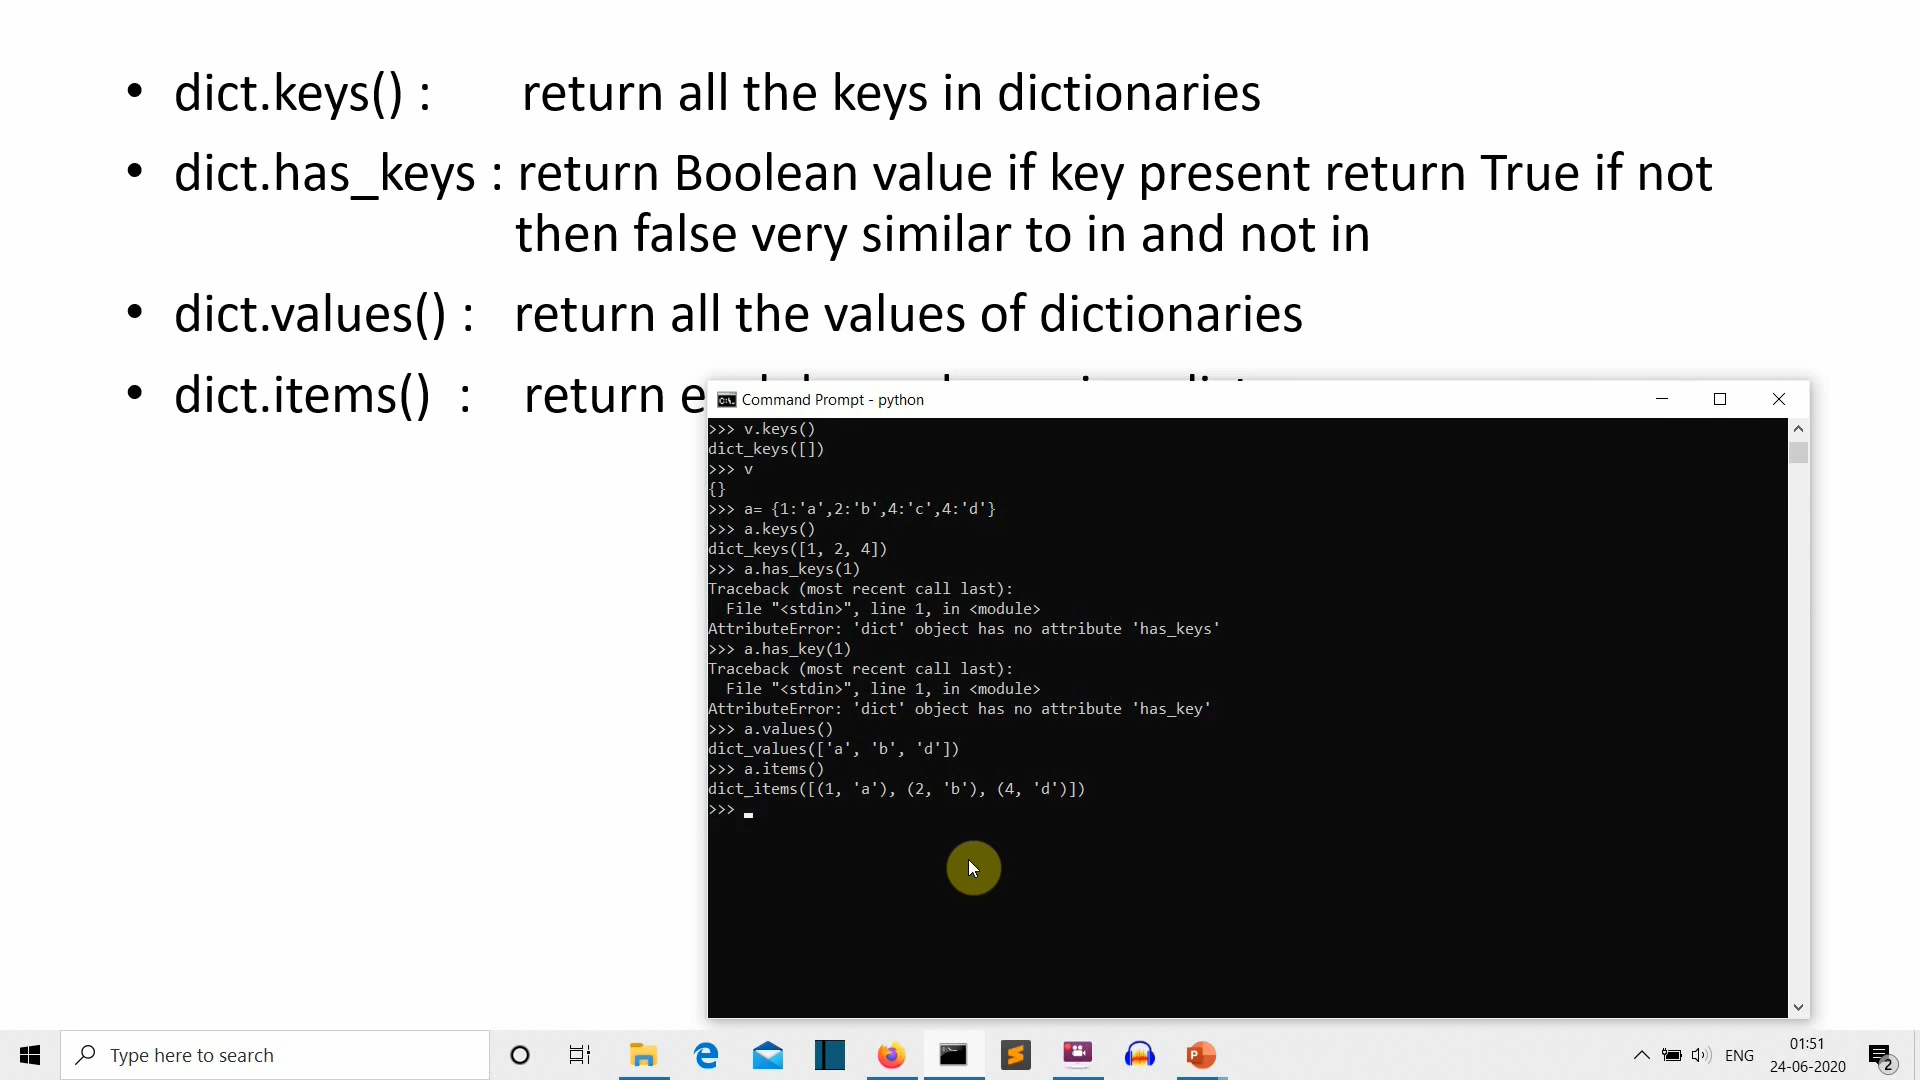 • dict.keys() : return all the keys in dictionaries
• dict.has_keys : return Boolean value if key present return True if not
then false very similar to in and not in
• dict.values() : return all the values of dictionaries
• dict.items() : return
Command Prompt - python
>>> v.keys()
dict_keys([])
>>> v
{}
>>> a= {1:'a',2:'b',4:'c',4:'d'}
>>> a.keys()
dict_keys([1, 2, 4])
>>> a.has_keys(1)
Traceback (most recent call last):
  File "<stdin>", line 1, in <module>
AttributeError: 'dict' object has no attribute 'has_keys'
>>> a.has_key(1)
Traceback (most recent call last):
  File "<stdin>", line 1, in <module>
AttributeError: 'dict' object has no attribute 'has_key'
>>> a.values()
dict_values(['a', 'b', 'd'])
>>> a.items()
dict_items([(1, 'a'), (2, 'b'), (4, 'd')])
>>>
Type here to search
ENG
01:51
24-06-2020
2